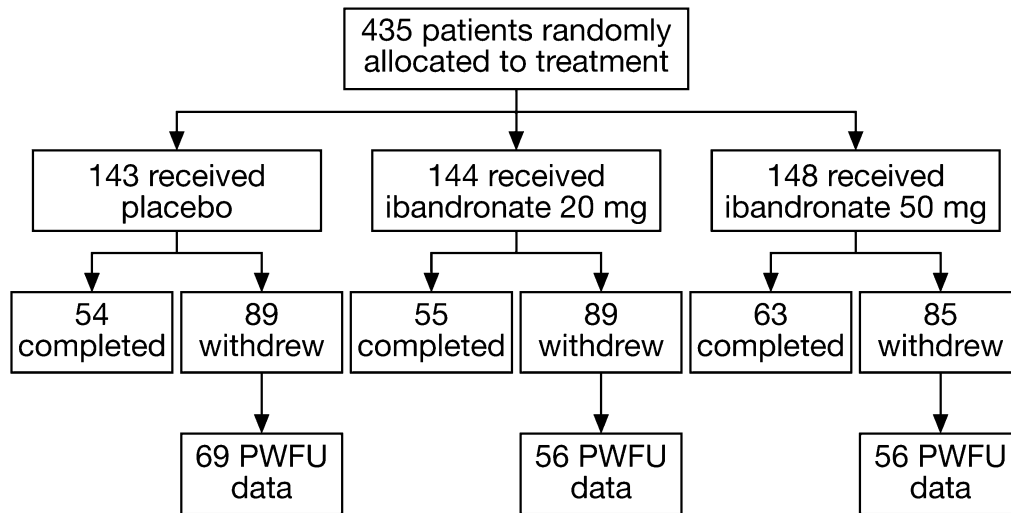 435 patients randomly
allocated to treatment
143 received
placebo
144 received
ibandronate 20 mg
148 received
ibandronate 50 mg
54
completed
89
withdrew
55
completed
89
withdrew
63
completed
85
withdrew
69 PWFU
data
56 PWFU
data
56 PWFU
data